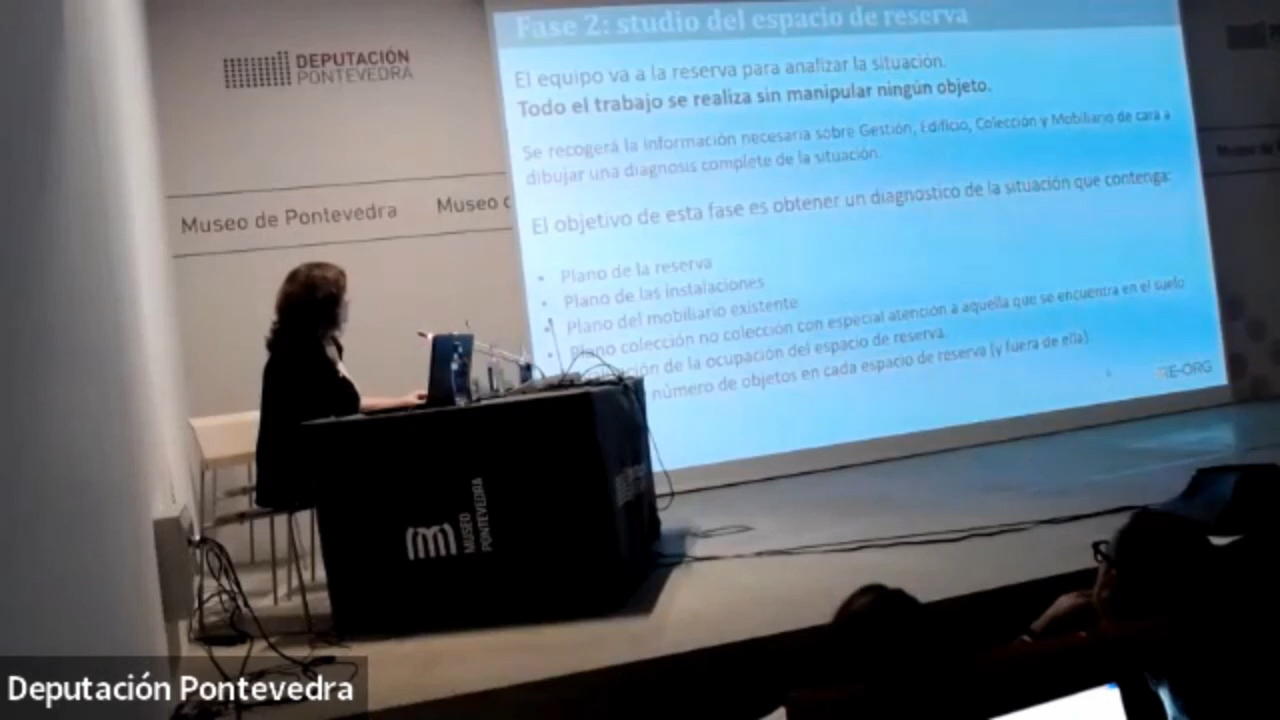 DEPUTACIÓN
PONTEVEDRA
Museo de Pontevedra
Museo
Fase 2: studio del espacio de reserva
El equipo va a la reserva para analizar la situación.
Todo el trabajo se realiza sin manipular ningún objeto.
Se recogerá la información necesaria sobre Gestión, Edificio, Colección y Mobiliario de cara a
dibujar una diagnosis complete de la situación.
El objetivo de esta fase es obtener un diagnostico de la situación que contenga:
• Plano de la reserva
• Plano de las instalaciones
• Plano del mobiliario existente
• Plano colección no colección con especial atención a aquella que se encuentra en el suelo
de la ocupación del espacio de reserva.
número de objetos en cada espacio de reserva (y fuera de ella)
RE-ORG
MUSEO
PONTEVEDRA
Deputación Pontevedra